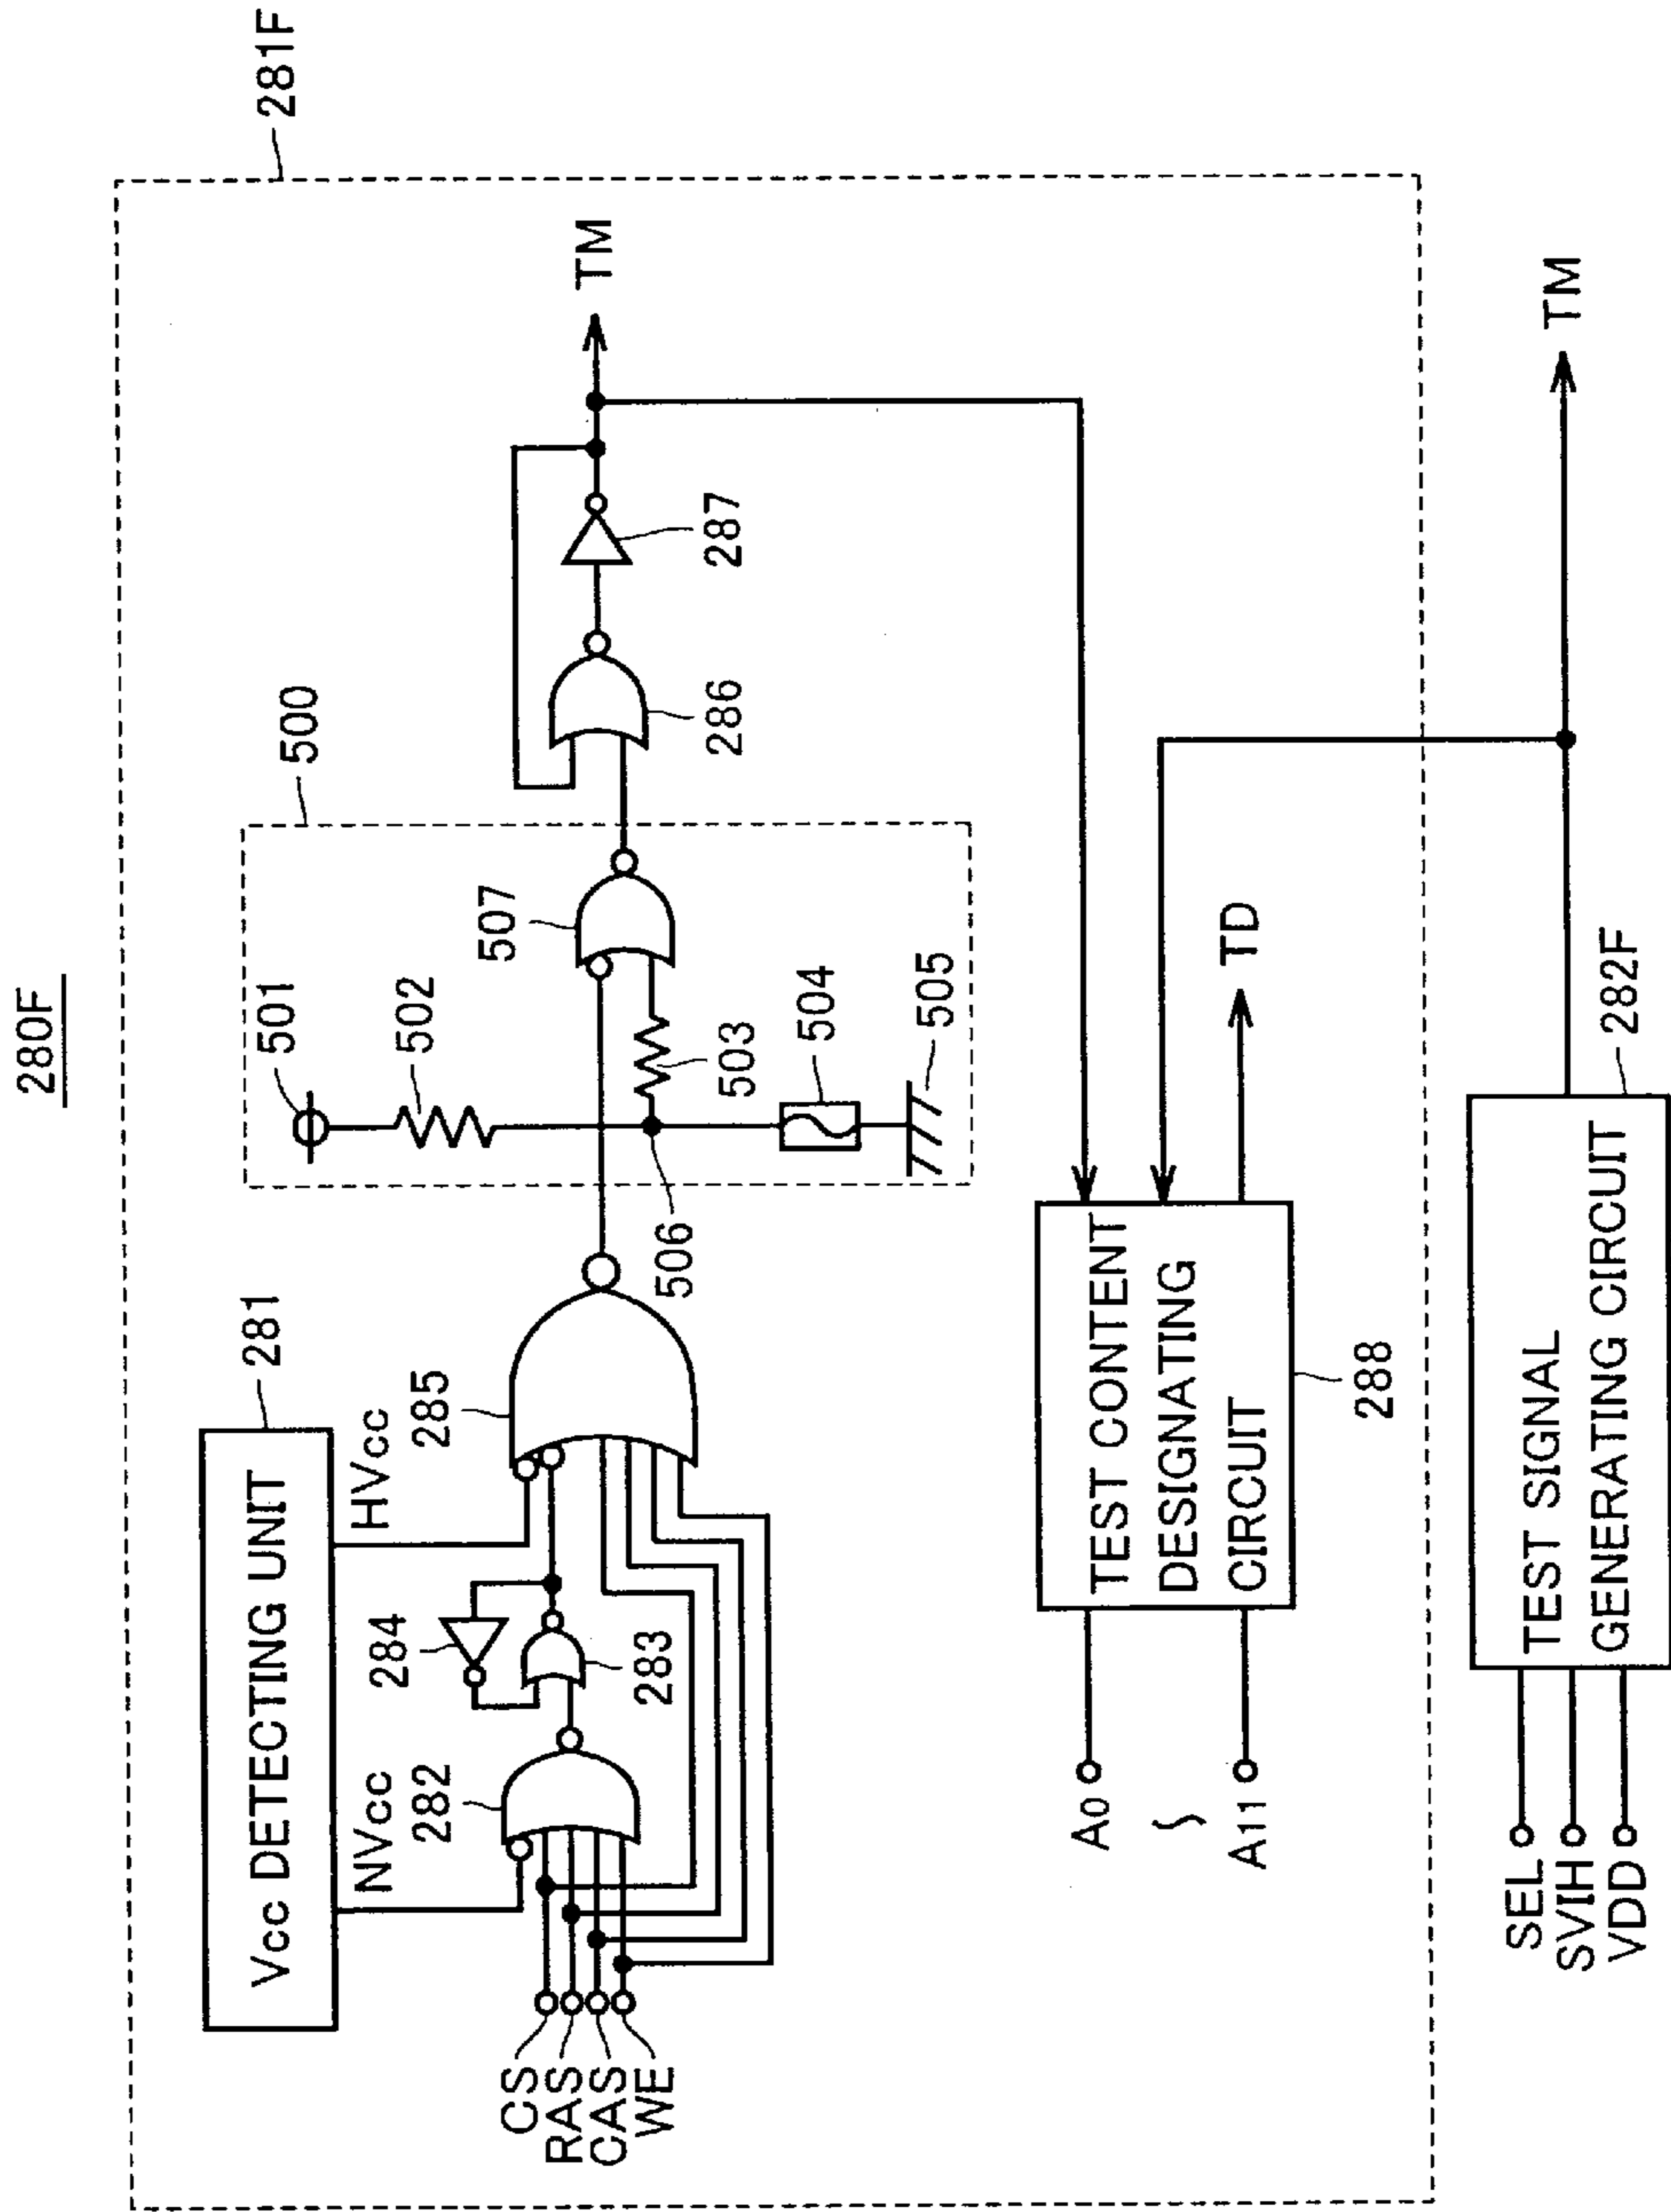 280F
281F
Vcc DETECTING UNIT
281
NVcc
HVcc
282
284
283
285
CS
RAS
CAS
WE
500
501
502
503
504
505
506
507
286
287
TM
A0
A11
TEST CONTENT
DESIGNATING
CIRCUIT
288
TD
SEL
SVIH
VDD
TEST SIGNAL
GENERATING CIRCUIT
282F
TM